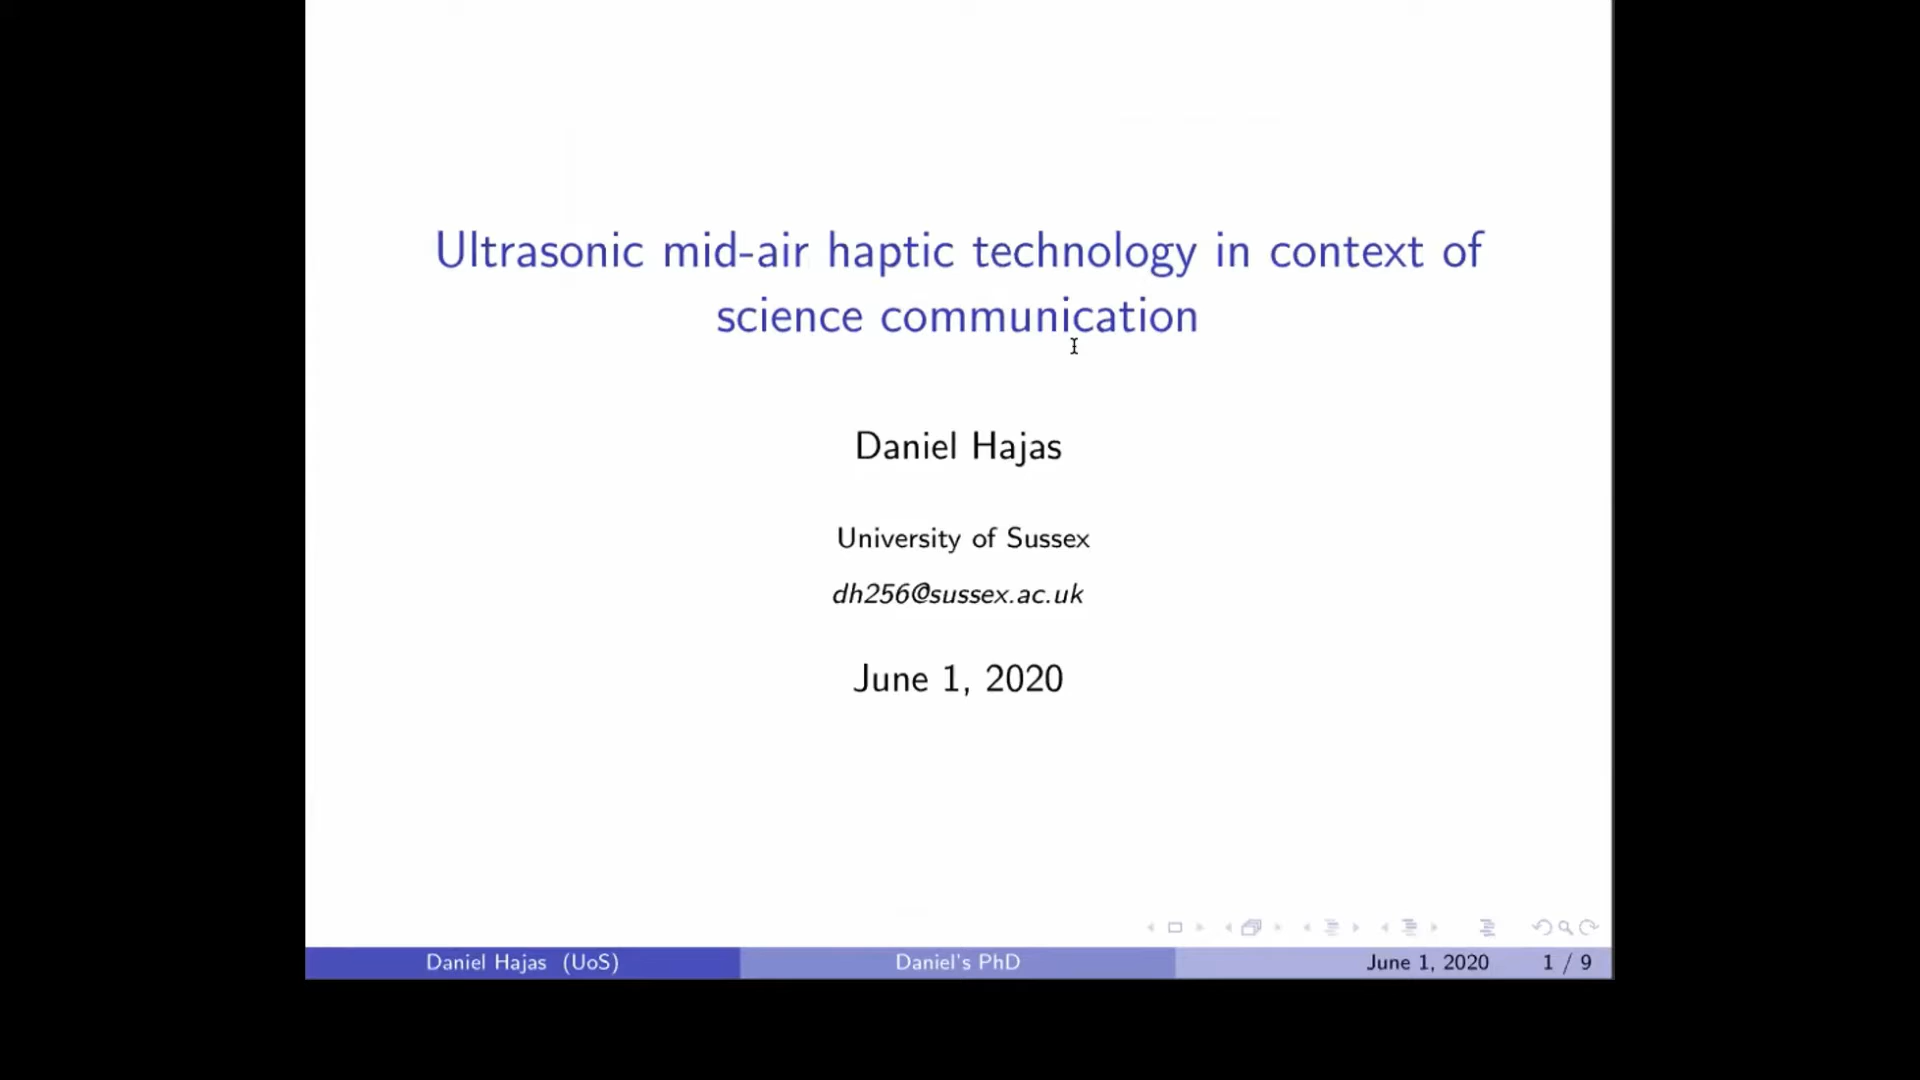 Ultrasonic mid-air haptic technology in context of
science communication
Daniel Hajas
University of Sussex
dh256@sussex.ac.uk
June 1, 2020
Daniel Hajas (UoS) Daniel's PhD June 1, 2020 1 / 9